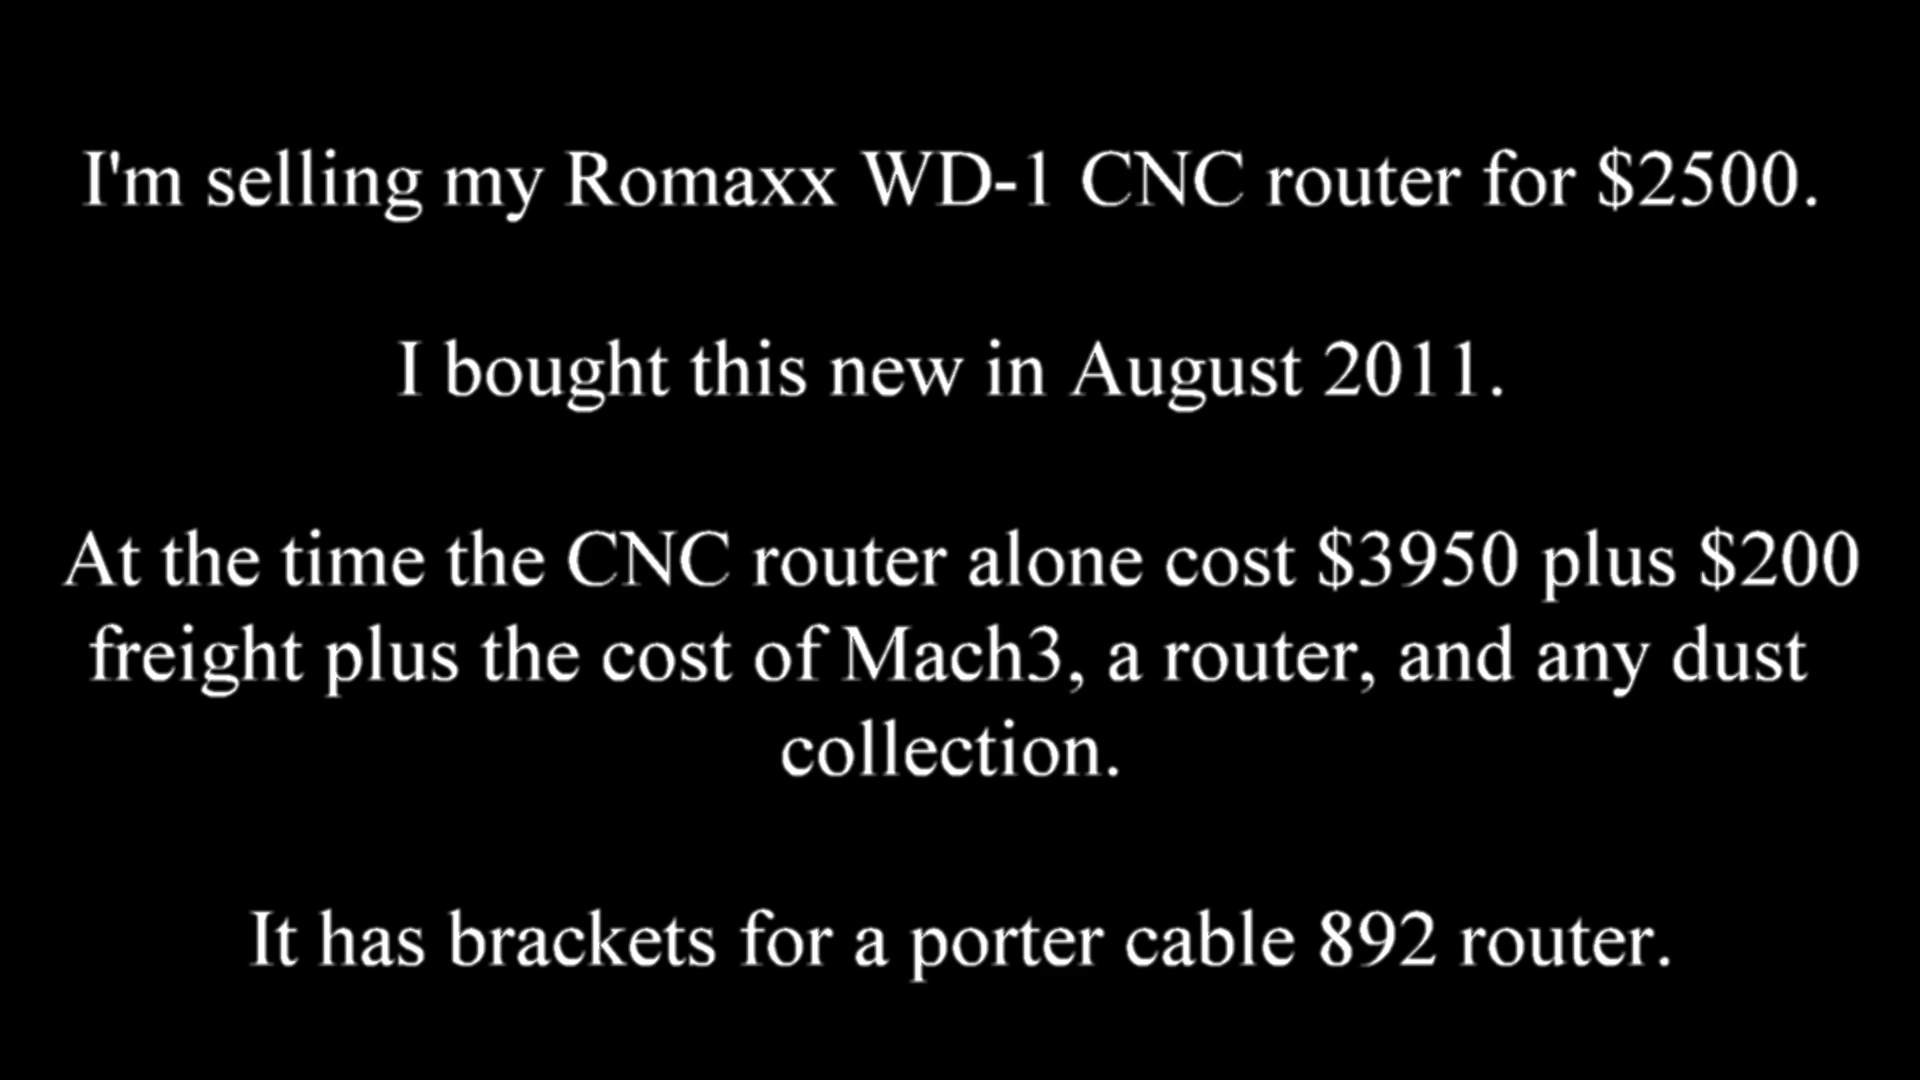 I'm selling my Romaxx WD-1 CNC router for $2500.
I bought this new in August 2011.
At the time the CNC router alone cost $3950 plus $200
freight plus the cost of Mach3, a router, and any dust
collection.
It has brackets for a porter cable 892 router.